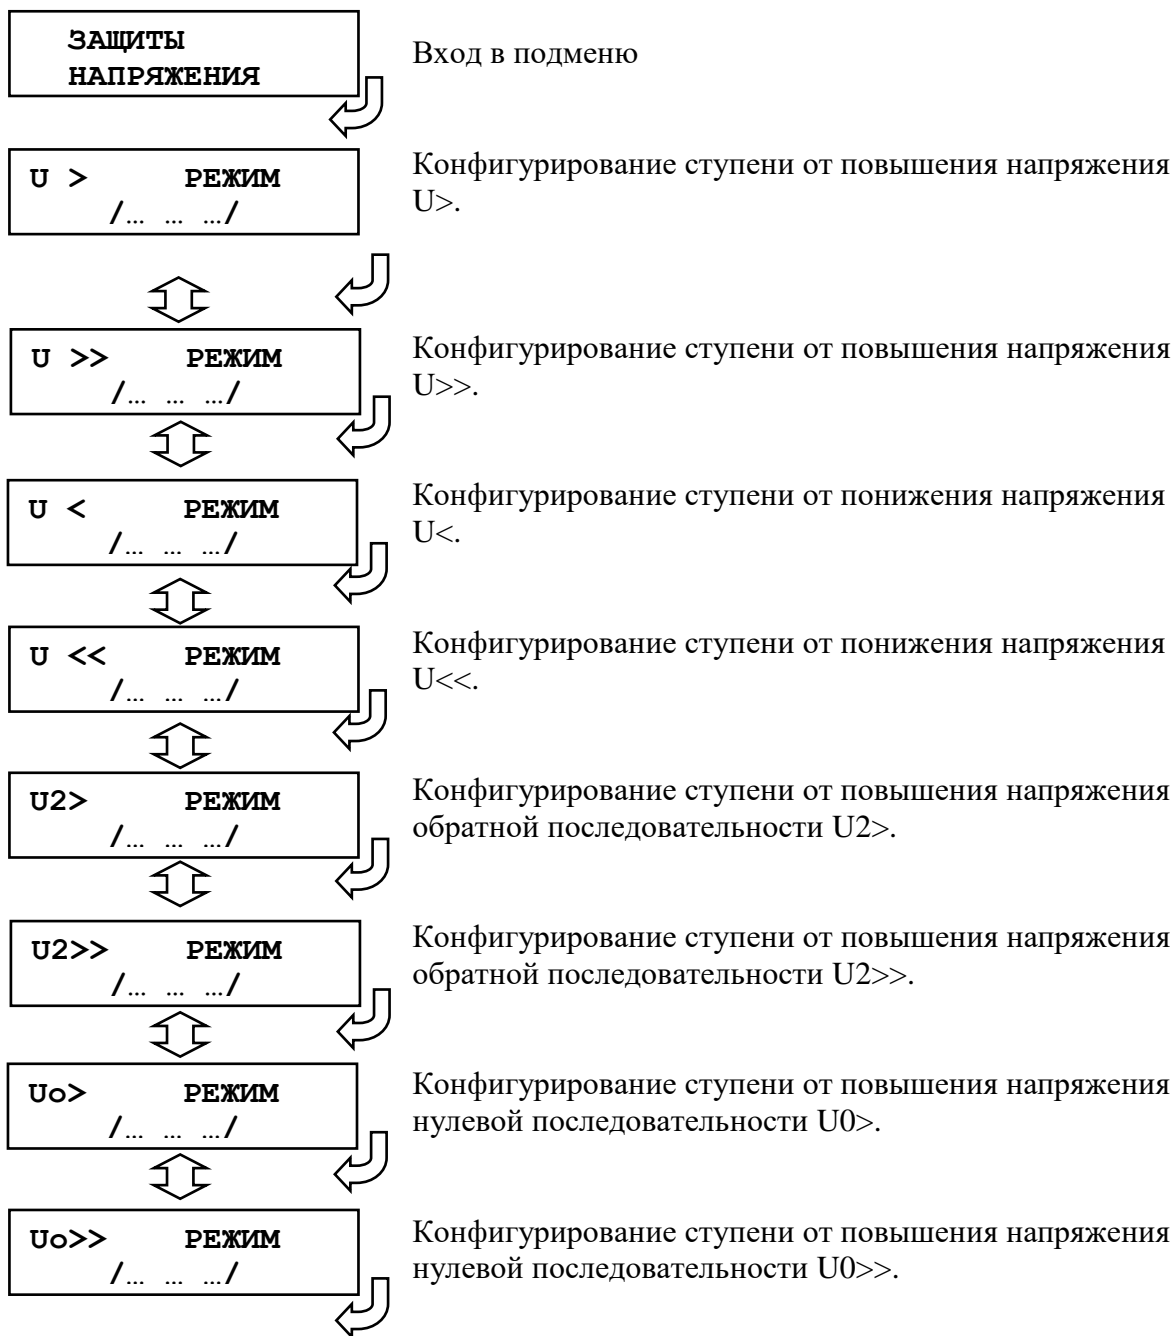 ЗАЩИТЫ
НАПРЯЖЕНИЯ
Вход в подменю
U > РЕЖИМ
/… … …/
Конфигурирование ступени от повышения напряжения
U>.
U >> РЕЖИМ
/… … …/
Конфигурирование ступени от повышения напряжения
U>>.
U < РЕЖИМ
/… … …/
Конфигурирование ступени от понижения напряжения
U<.
U << РЕЖИМ
/… … …/
Конфигурирование ступени от понижения напряжения
U<<.
U2> РЕЖИМ
/… … …/
Конфигурирование ступени от повышения напряжения
обратной последовательности U2>.
U2>> РЕЖИМ
/… … …/
Конфигурирование ступени от повышения напряжения
обратной последовательности U2>>.
Uo> РЕЖИМ
/… … …/
Конфигурирование ступени от повышения напряжения
нулевой последовательности U0>.
Uo>> РЕЖИМ
/… … …/
Конфигурирование ступени от повышения напряжения
нулевой последовательности U0>>.